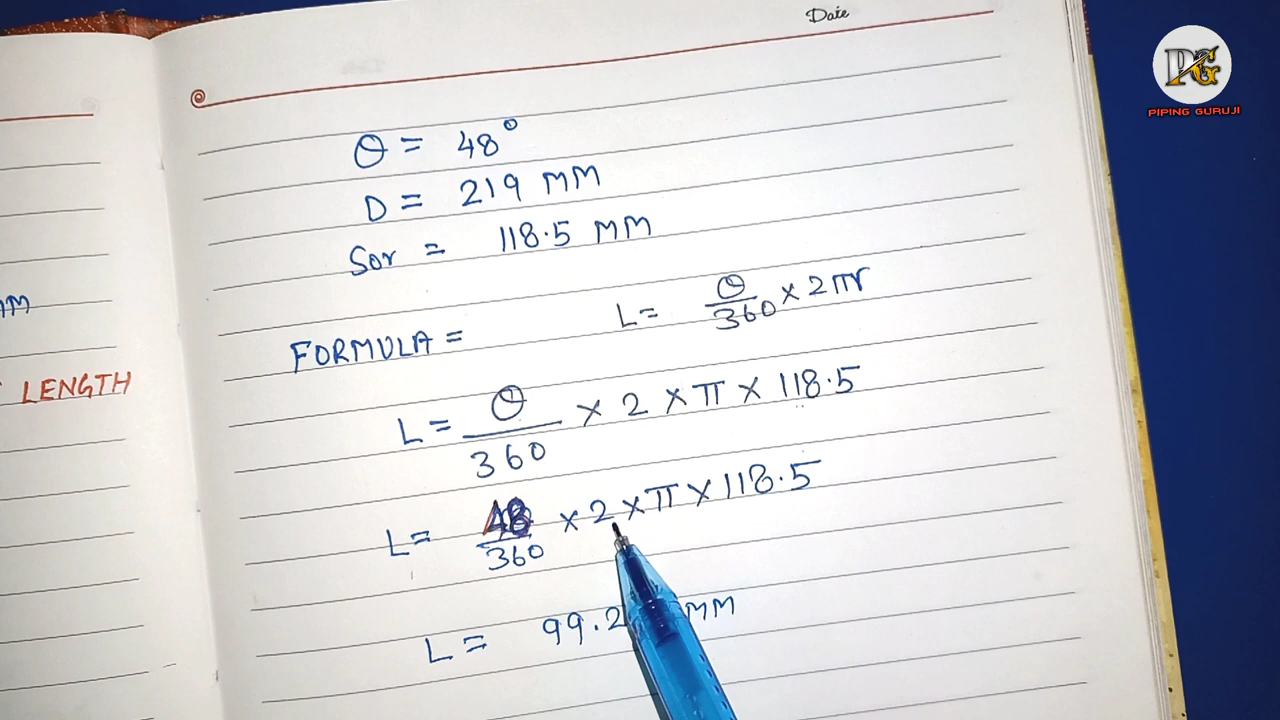 Date
PG
PIPING GURUJI
θ = 48°
D = 219 MM
Sor = 118.5 MM
L = θ/360 × 2πr
FORMULA =
LENGTH
L = θ/360 × 2 × π × 118.5
L = 48/360 × 2 × π × 118.5
L = 99.2 MM